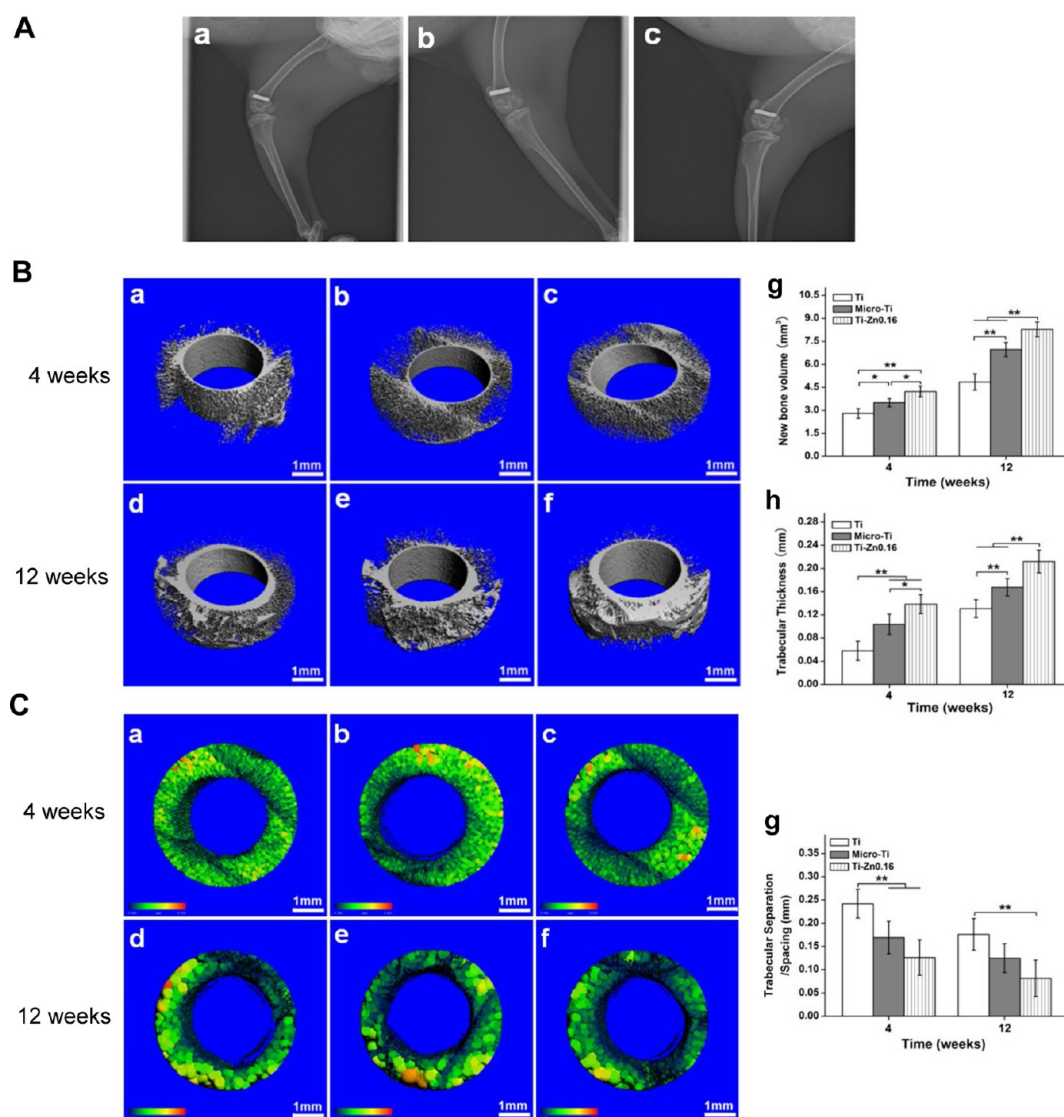 A
a
b
c
B
4 weeks
a
1mm
b
1mm
c
1mm
12 weeks
d
1mm
e
1mm
f
1mm
g
Ti
Micro-Ti
Ti-Zn0.16
New bone volume (mm³)
10.5
9.0
7.5
6.0
4.5
3.0
1.5
0.0
**
*
*
**
**
4
12
Time (weeks)
h
Ti
Micro-Ti
Ti-Zn0.16
Trabecular Thickness (mm)
0.28
0.24
0.20
0.16
0.12
0.08
0.04
0.00
**
*
**
**
4
12
Time (weeks)
C
4 weeks
a
1mm
b
1mm
c
1mm
12 weeks
d
1mm
e
1mm
f
1mm
g
Ti
Micro-Ti
Ti-Zn0.16
Trabecular Separation
/Spacing (mm)
0.35
0.30
0.25
0.20
0.15
0.10
0.05
0.00
**
**
4
12
Time (weeks)